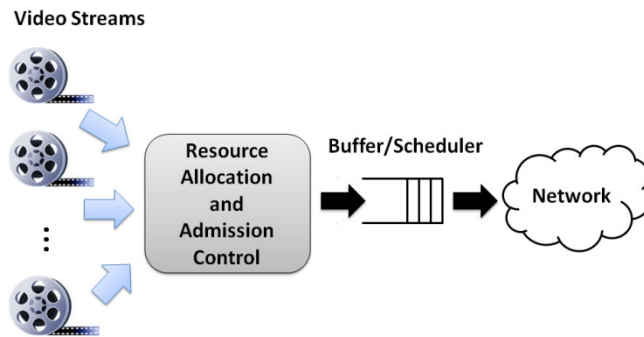 Video Streams
Resource
Allocation
and
Admission
Control
Buffer/Scheduler
Network